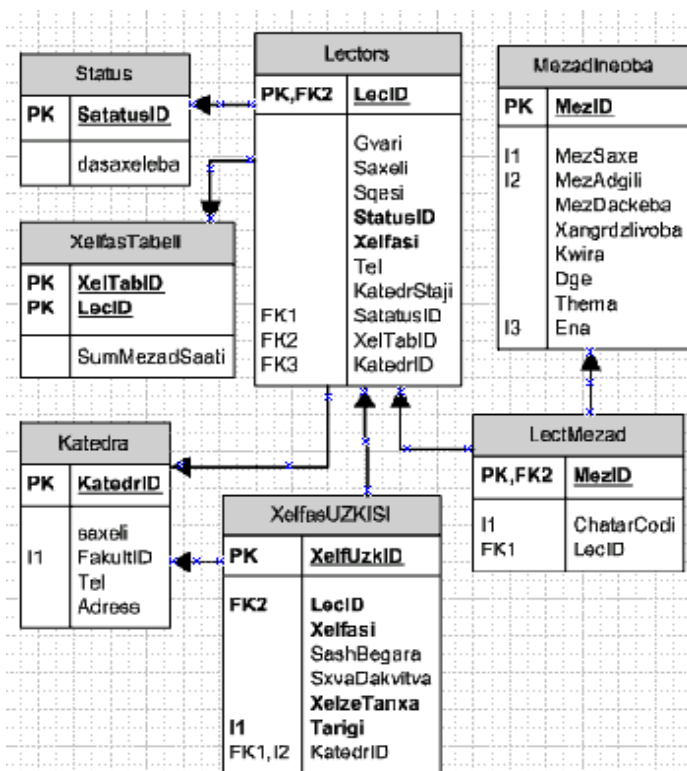 Status
PK SatatusID
dasaxeleba
Lectors
PK,FK2 LecID
Gvari
Saxeli
Sqesi
StatusID
Xelfasi
Tel
KatedrStaji
FK1 SatatusID
FK2 XelTabID
FK3 KatedrID
Mezadineoba
PK MezID
I1 MezSaxe
I2 MezAdgili
MezDackeba
Xangrdzlivoba
Kwira
Dge
Thema
I3 Ena
XelfasTabeli
PK XelTabID
PK LecID
SumMezadSaati
Katedra
PK KatedrID
saxeli
I1 FakultID
Tel
Adress
LectMezad
PK,FK2 MezID
I1 ChatarCodi
FK1 LecID
XelfasUZKISI
PK XelfUzkID
FK2 LecID
Xelfasi
SashBegara
SxvaDakvitva
XelzeTanxa
I1 Tarigi
FK1,I2 KatedrID